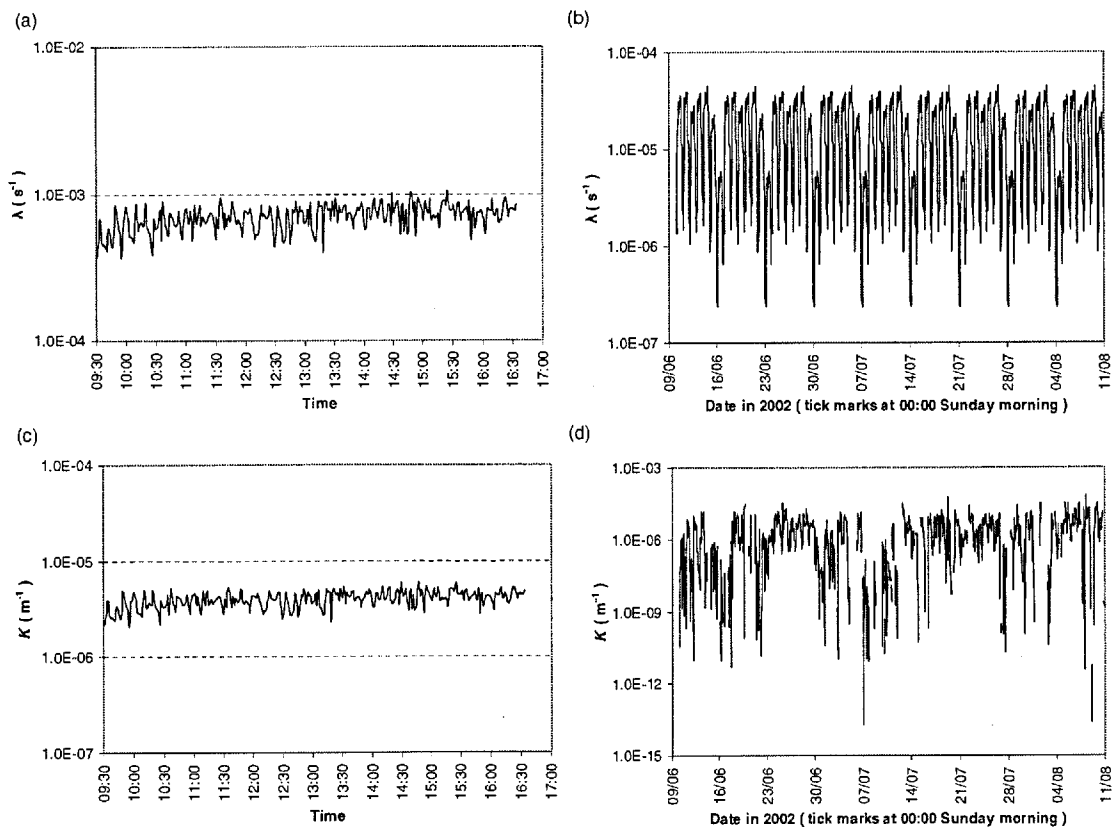 (a)
1.0E-02
1.0E-03
1.0E-04
λ ( s⁻¹ )
09:30
10:00
10:30
11:00
11:30
12:00
12:30
13:00
13:30
14:00
14:30
15:00
15:30
16:00
16:30
17:00
Time
(b)
1.0E-04
1.0E-05
1.0E-06
1.0E-07
λ ( s⁻¹ )
09/06
16/06
23/06
30/06
07/07
14/07
21/07
28/07
04/08
11/08
Date in 2002 ( tick marks at 00:00 Sunday morning )
(c)
1.0E-04
1.0E-05
1.0E-06
1.0E-07
K ( m⁻¹ )
09:30
10:00
10:30
11:00
11:30
12:00
12:30
13:00
13:30
14:00
14:30
15:00
15:30
16:00
16:30
17:00
Time
(d)
1.0E-03
1.0E-06
1.0E-09
1.0E-12
1.0E-15
K ( m⁻¹ )
09/06
16/06
23/06
30/06
07/07
14/07
21/07
28/07
04/08
11/08
Date in 2002 ( tick marks at 00:00 Sunday morning )